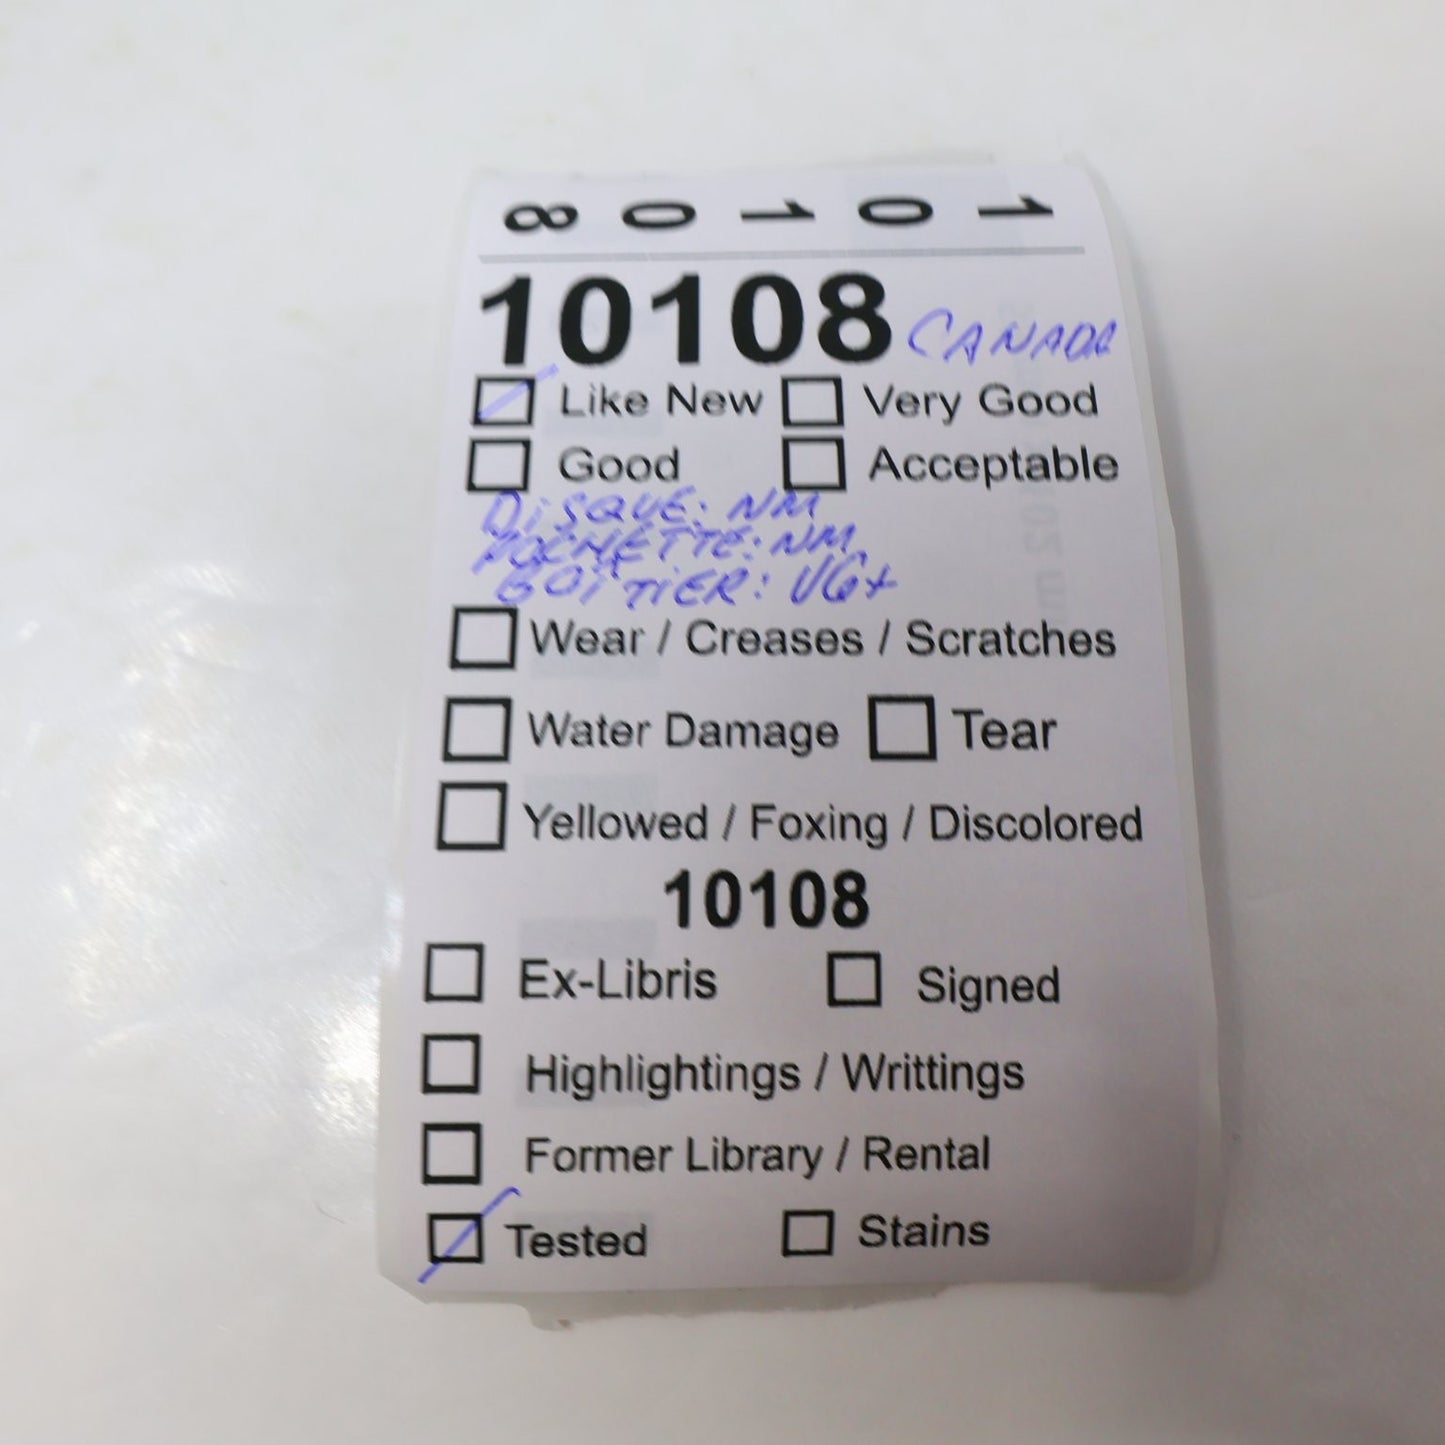 10108
10108 CANADA
Like New Very Good
Good Acceptable
DISQUE: NM
POCHETTE: NM
BOITIER: VG+
Wear / Creases / Scratches
Water Damage Tear
Yellowed / Foxing / Discolored
10108
Ex-Libris Signed
Highlightings / Writtings
Former Library / Rental
Tested Stains